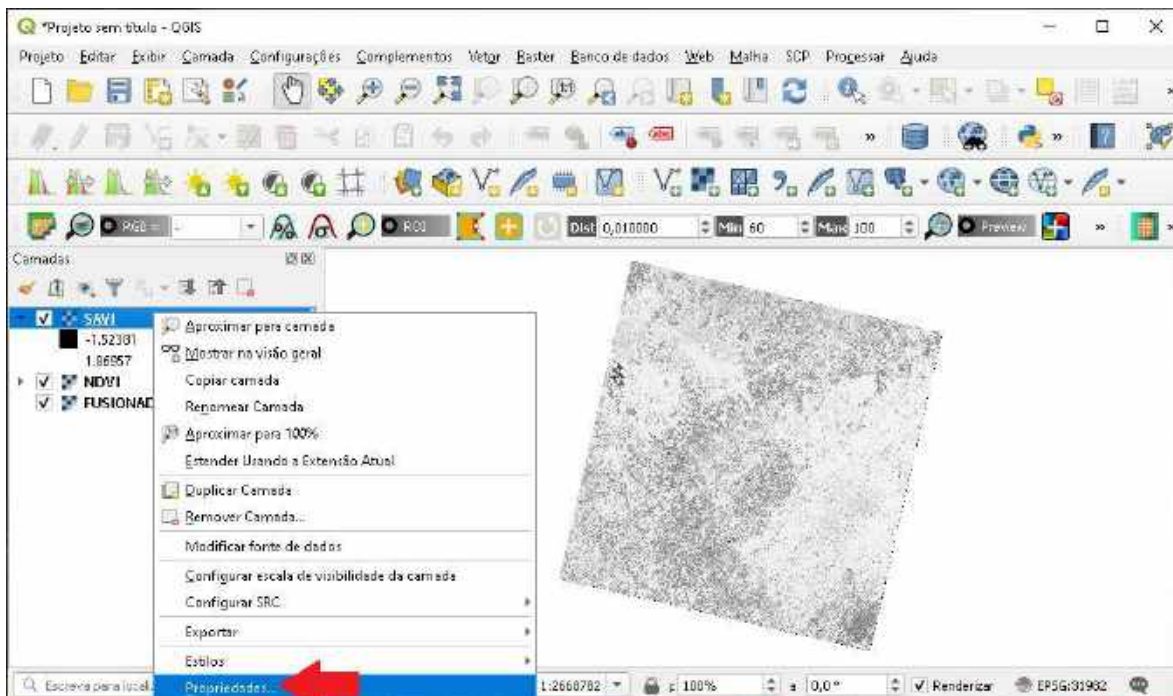 *Projeto sem título - QGIS
Projeto Editar Exibir Camada Configurações Complementos Vetor Raster Banco de dados Web Malha SCP Processar Ajuda
RGB = -
ROI
Dist 0,010000
Min 60
Max 100
Preview
Camadas
SAVI
-1,52381
1.86957
NDVI
FUSIONAD
Aproximar para camada
Mostrar na visão geral
Copiar camada
Renomear Camada
Aproximar para 100%
Estender Usando a Extensão Atual
Duplicar Camada
Remover Camada...
Modificar fonte de dados
Configurar escala de visibilidade da camada
Configurar SRC
Exportar
Estilos
Propriedades...
Escreva para local
1:2668782
100%
0,0 °
Renderizar
EPSG:31982